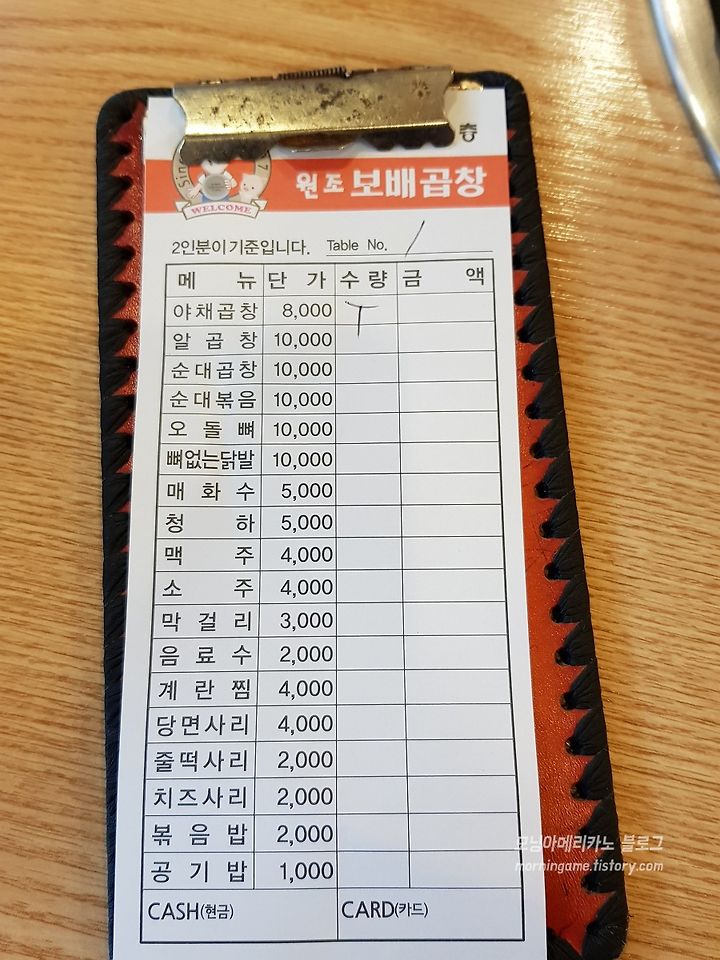 층
Sin 7
WELCOME
원조 보배곱창
2인분이 기준입니다. Table No. /
메 뉴 단 가 수 량 금 액
야채곱창 8,000 T
알 곱 창 10,000
순대곱창 10,000
순대볶음 10,000
오 돌 뼈 10,000
뼈없는닭발 10,000
매 화 수 5,000
청 하 5,000
맥 주 4,000
소 주 4,000
막 걸 리 3,000
음 료 수 2,000
계 란 찜 4,000
당면사리 4,000
줄떡사리 2,000
치즈사리 2,000
볶 음 밥 2,000
공 기 밥 1,000
CASH(현금) CARD(카드)
모닝아메리카노 블로그
morningame.tistory.com